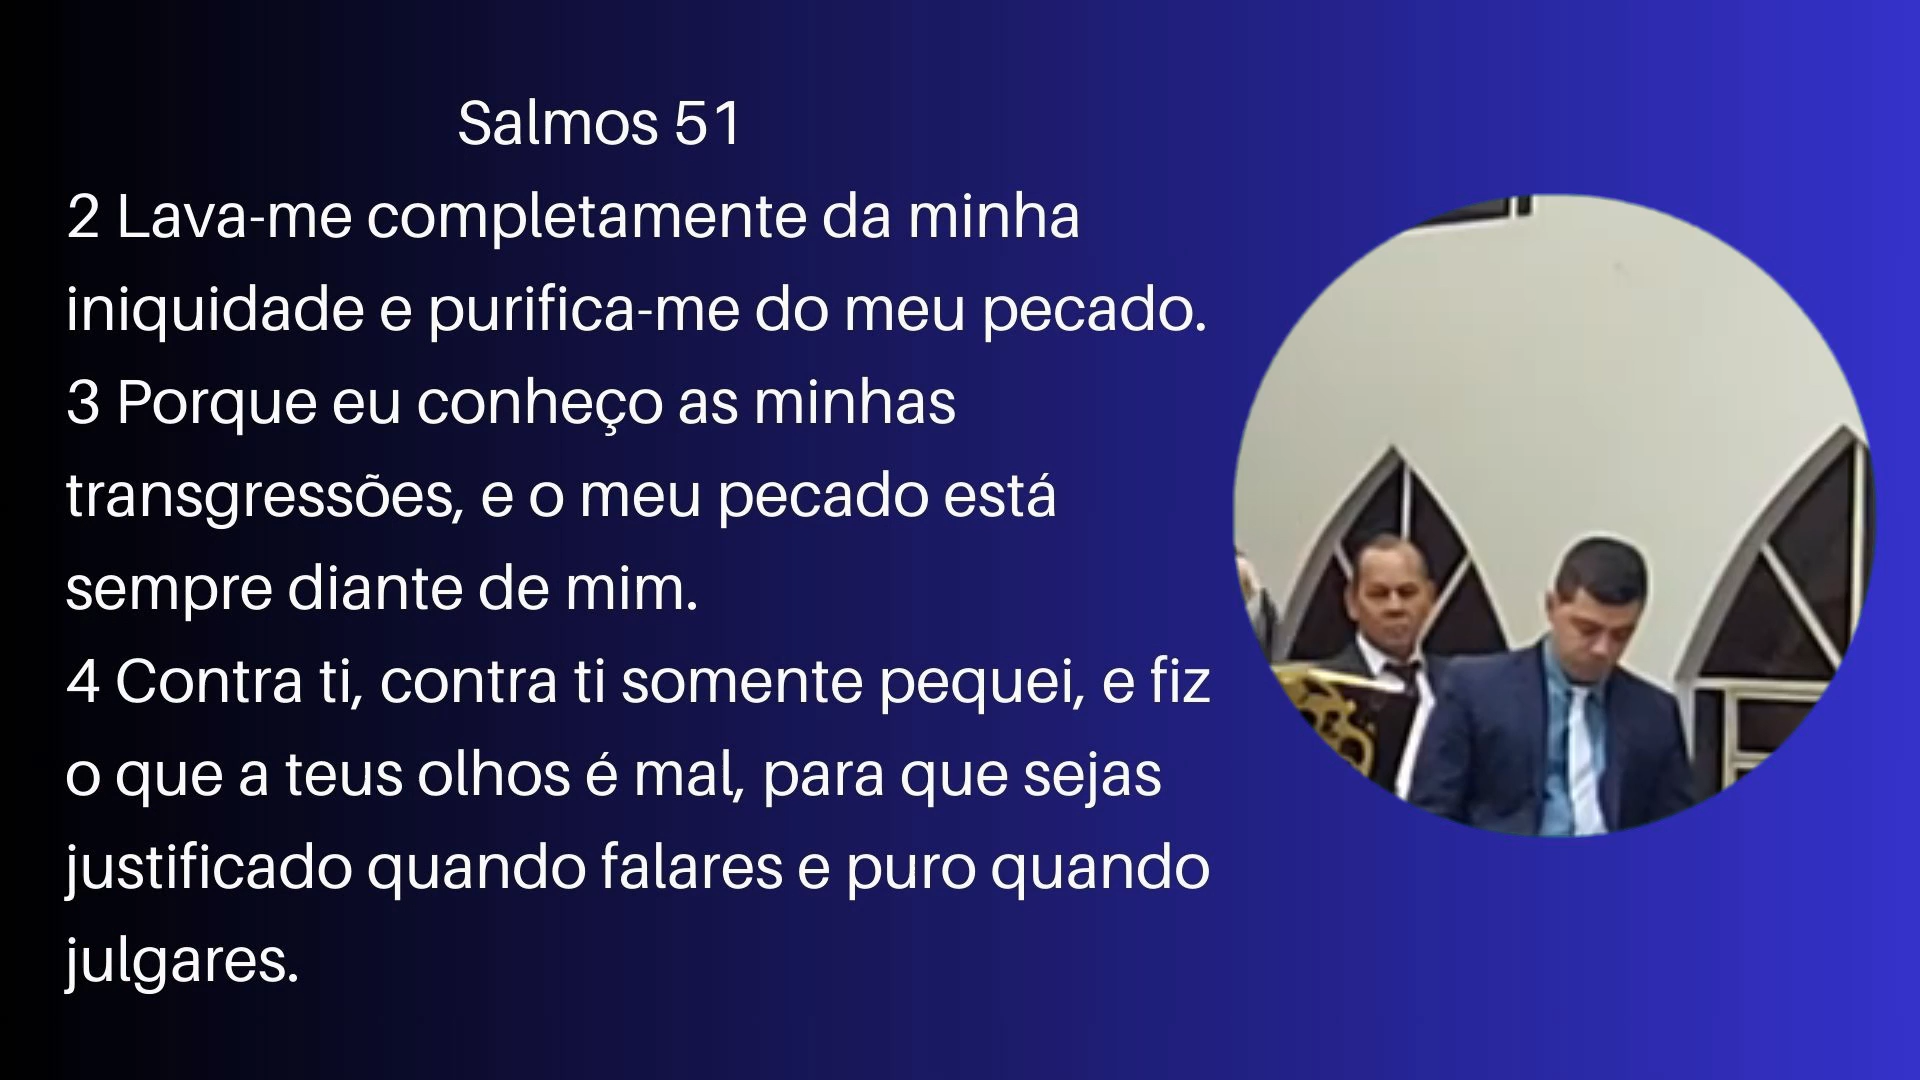 Salmos 51
2 Lava-me completamente da minha
iniquidade e purifica-me do meu pecado.
3 Porque eu conheço as minhas
transgressões, e o meu pecado está
sempre diante de mim.
4 Contra ti, contra ti somente pequei, e fiz
o que a teus olhos é mal, para que sejas
justificado quando falares e puro quando
julgares.